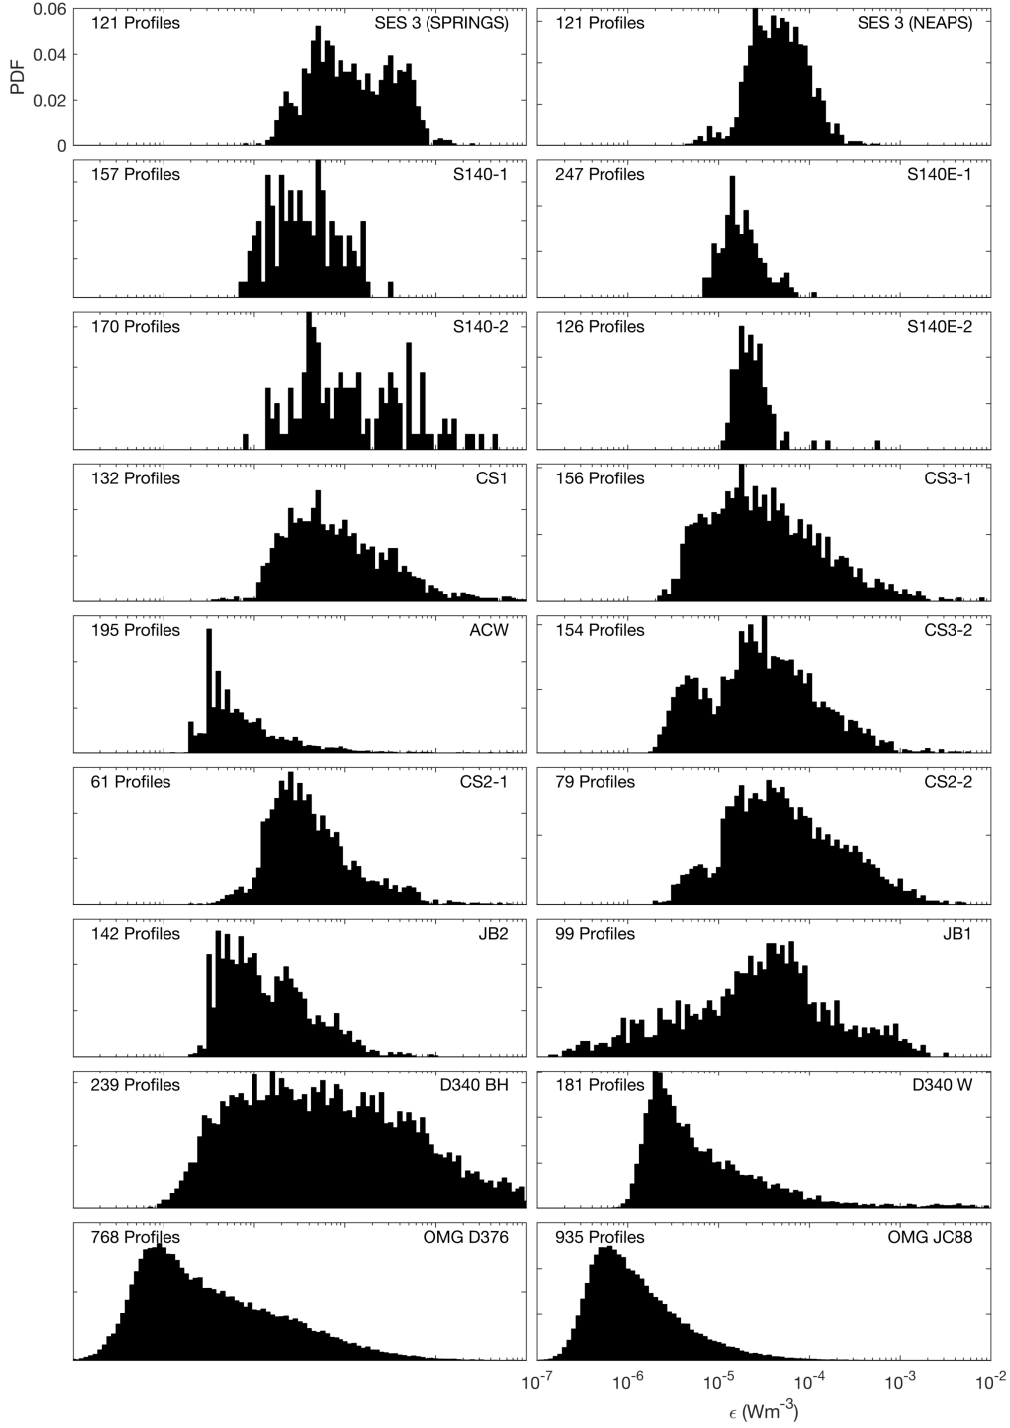 0.06
121 Profiles SES 3 (SPRINGS) 121 Profiles SES 3 (NEAPS)
0.04
PDF
0.02
0
157 Profiles S140-1 247 Profiles S140E-1
170 Profiles S140-2 126 Profiles S140E-2
132 Profiles CS1 156 Profiles CS3-1
195 Profiles ACW 154 Profiles CS3-2
61 Profiles CS2-1 79 Profiles CS2-2
142 Profiles JB2 99 Profiles JB1
239 Profiles D340 BH 181 Profiles D340 W
768 Profiles OMG D376 935 Profiles OMG JC88
10⁻⁷ 10⁻⁶ 10⁻⁵ 10⁻⁴ 10⁻³ 10⁻²
ϵ (Wm⁻³)